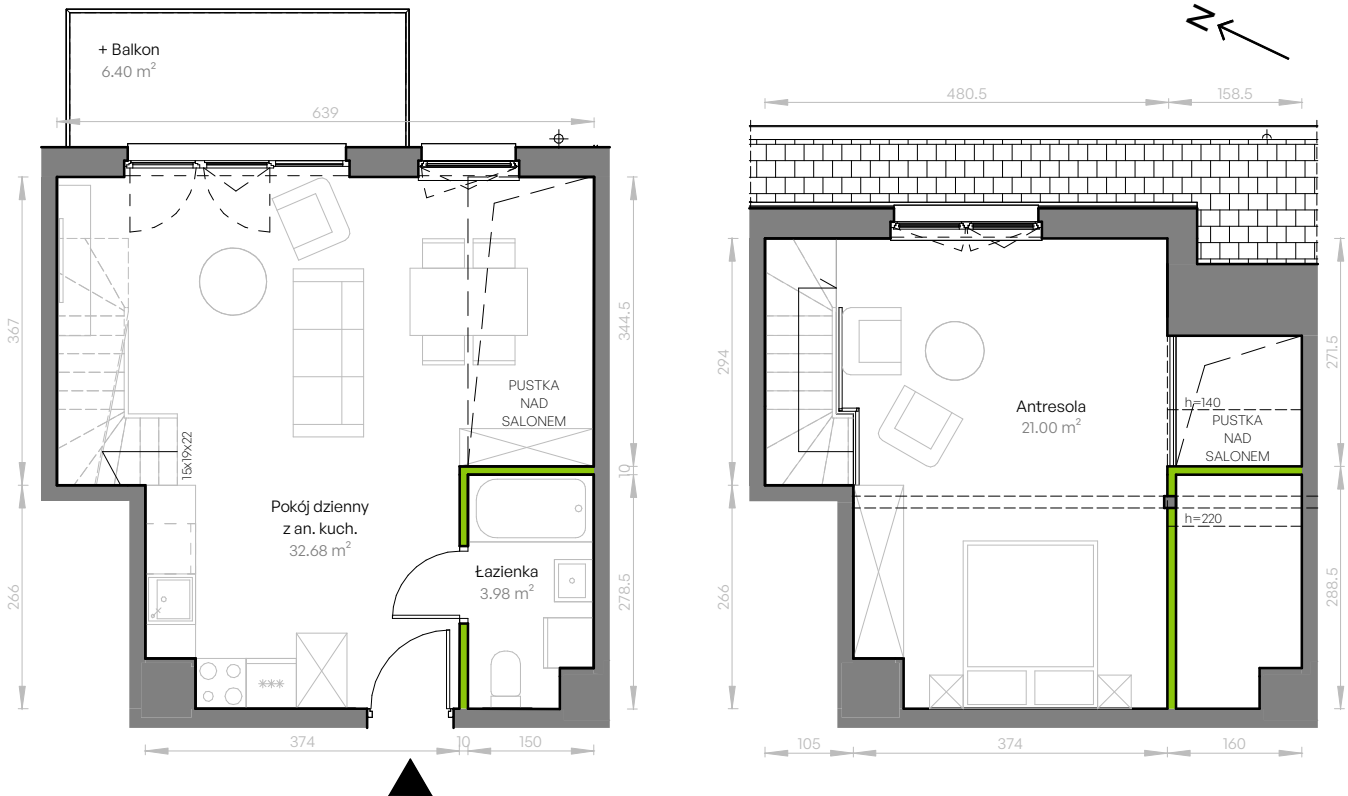 + Balkon
6.40 m²
639
367
266
344.5
10
278.5
PUSTKA
NAD
SALONEM
15x19x22
Pokój dzienny
z an. kuch.
32.68 m²
Łazienka
3.98 m²
***
374
10
150
N
480.5
158.5
294
266
271.5
288.5
Antresola
21.00 m²
h=140
PUSTKA
NAD
SALONEM
h=220
105
374
160